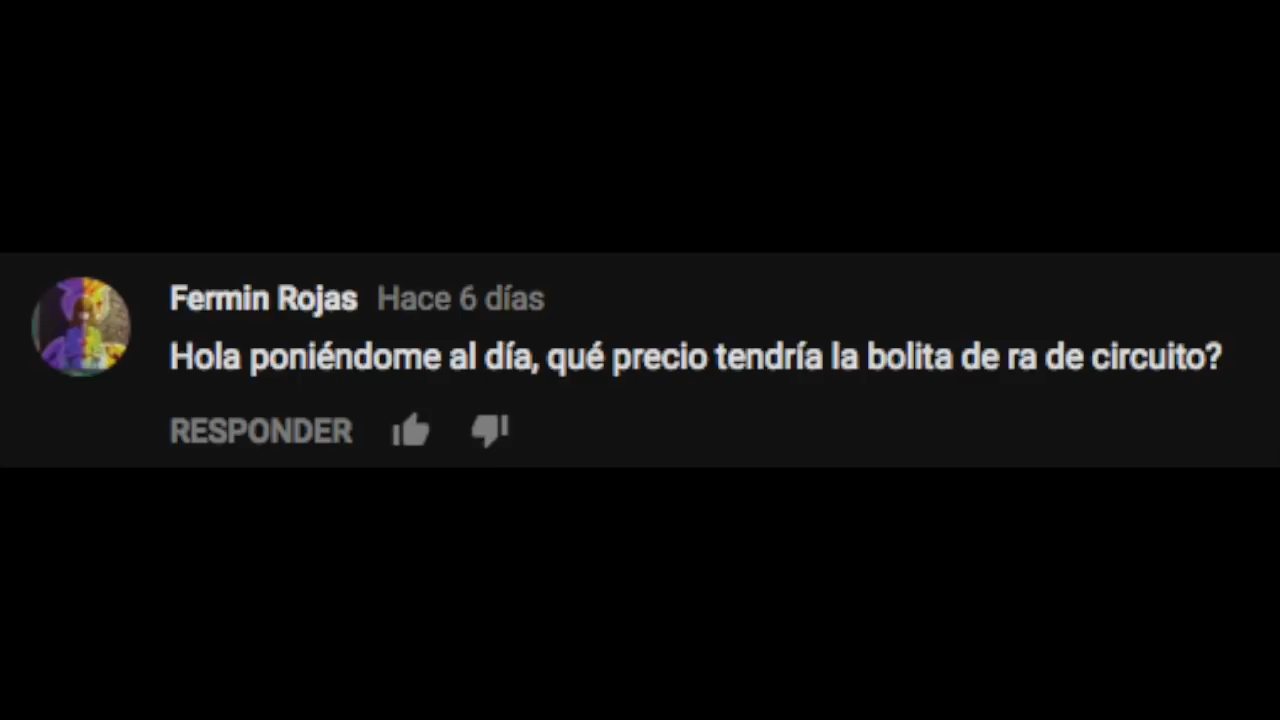 Fermin Rojas Hace 6 días
Hola poniéndome al día, qué precio tendría la bolita de ra de circuito?
RESPONDER